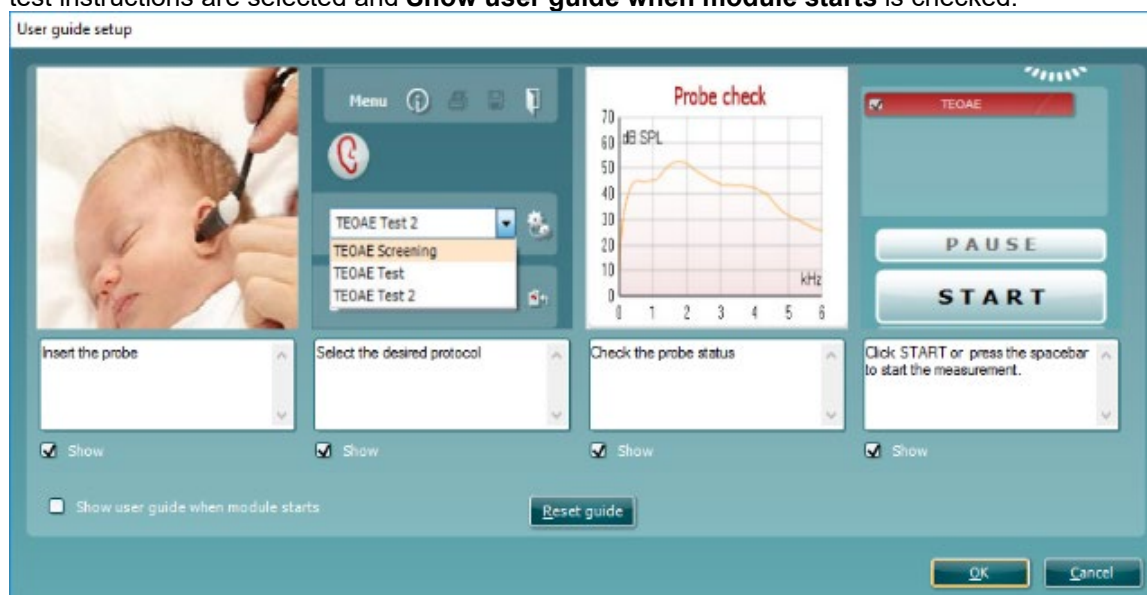 test instructions are selected and Show user guide when module starts is checked.
User guide setup
Menu
TEOAE Test 2
TEOAE Screening
TEOAE Test
TEOAE Test 2
Probe check
dB SPL
70
60
50
40
30
20
10
0
0 1 2 3 4 5 6
kHz
TEOAE
PAUSE
START
Insert the probe
Select the desired protocol
Check the probe status
Click START or press the spacebar
to start the measurement.
Show
Show
Show
Show
Show user guide when module starts
Reset guide
OK
Cancel